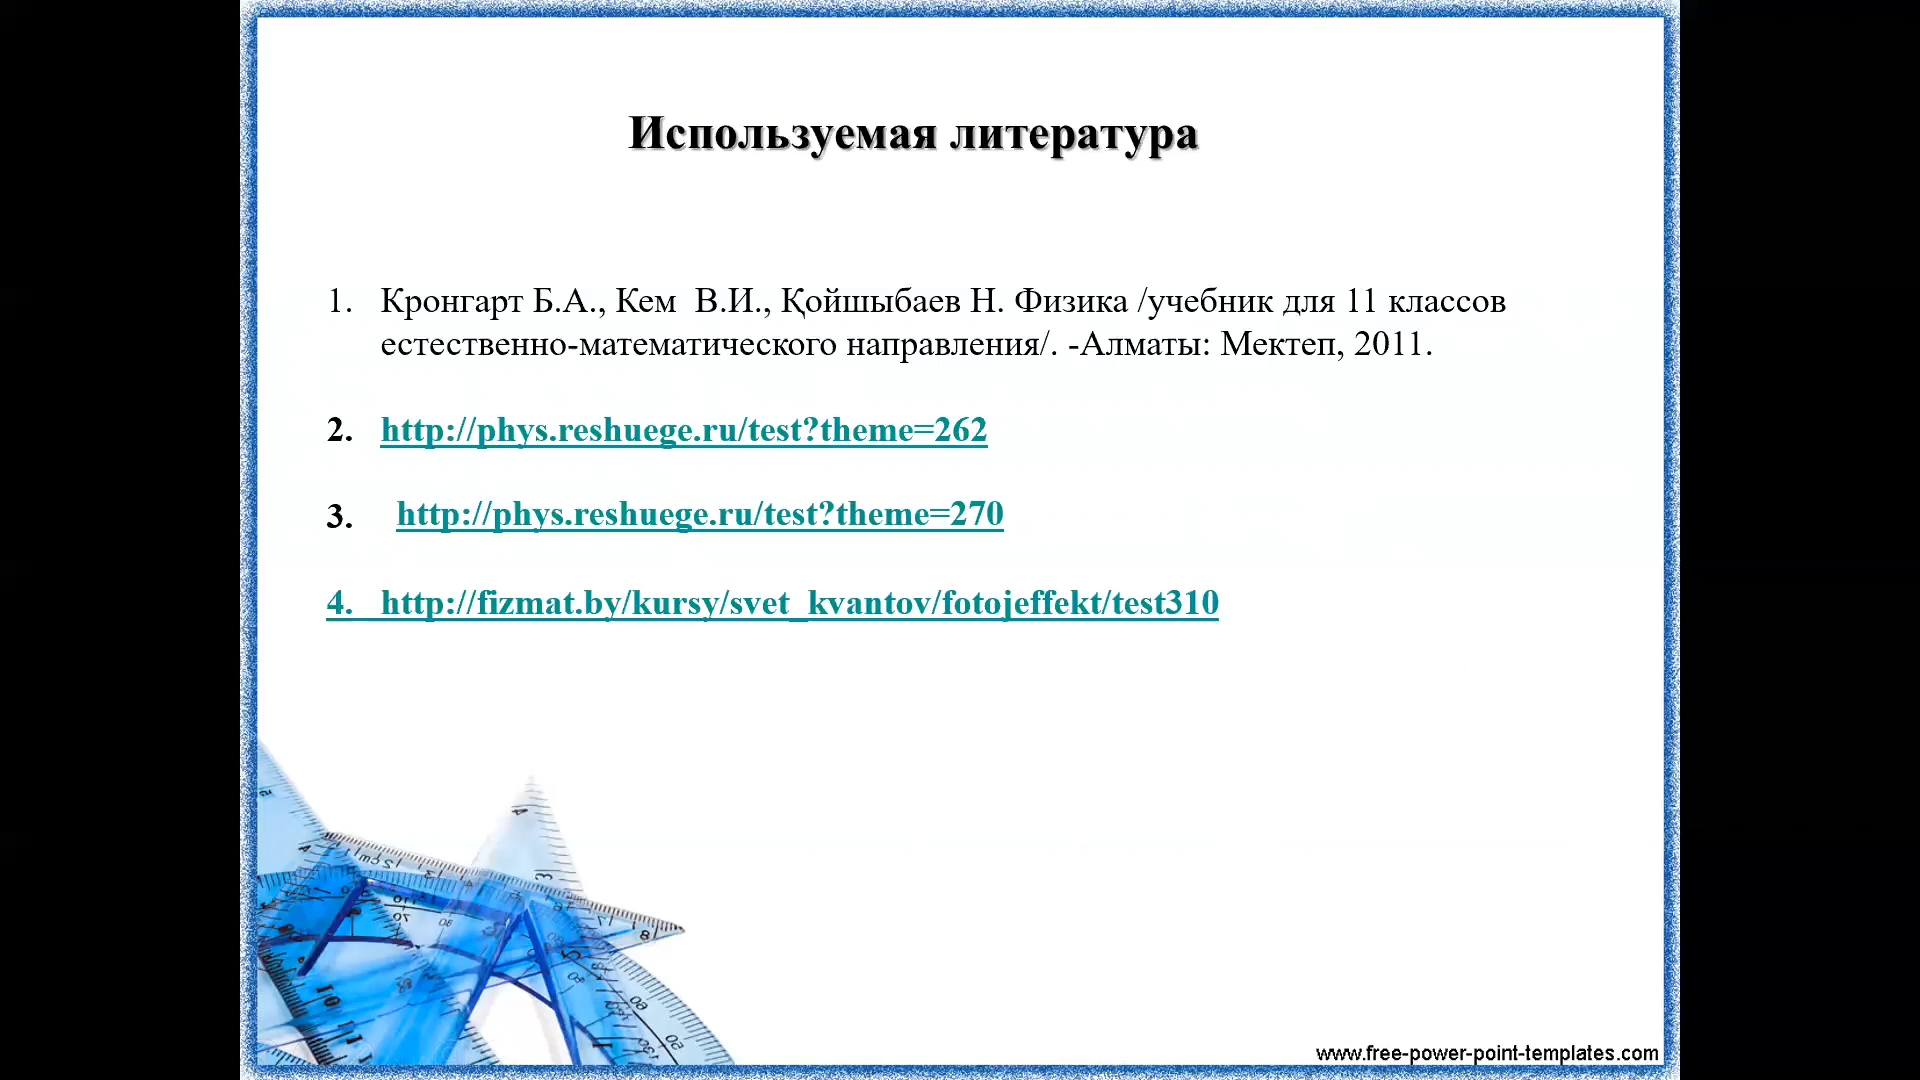 Используемая литература
1. Кронгарт Б.А., Кем В.И., Қойшыбаев Н. Физика /учебник для 11 классов
естественно-математического направления/. -Алматы: Мектеп, 2011.
2. http://phys.reshuege.ru/test?theme=262
3. http://phys.reshuege.ru/test?theme=270
4. http://fizmat.by/kursy/svet_kvantov/fotojeffekt/test310
www.free-power-point-templates.com